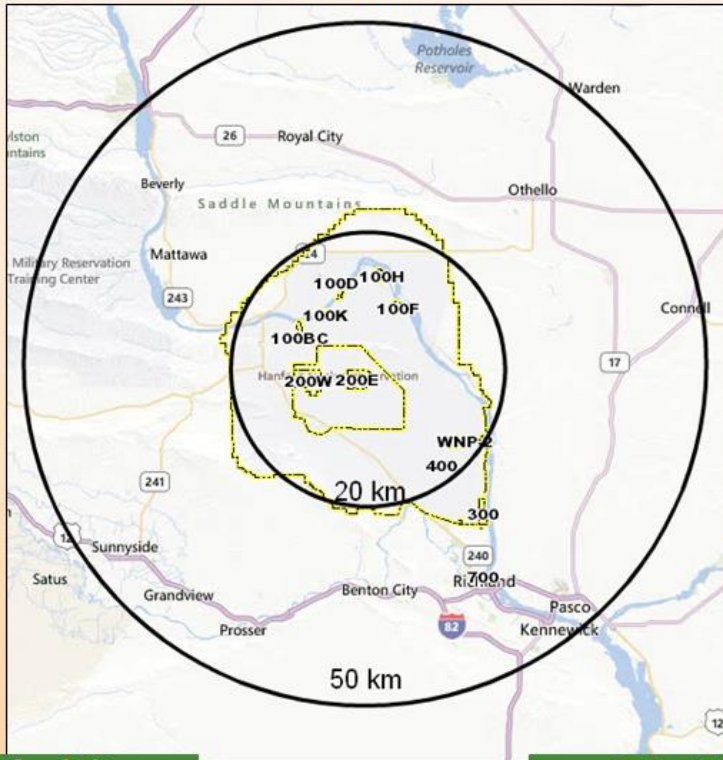 Potholes
Reservoir
Warden
26
Royal City
Beverly
Othello
Saddle Mountains
Mattawa
Military Reservation
Training Center
243
100D
100H
100K
100F
100BC
Connell
17
200W
200E
WNP-2
400
241
20 km
300
12
Sunnyside
240
Satus
700
Richland
Grandview
Benton City
Pasco
82
Kennewick
Prosser
50 km
12